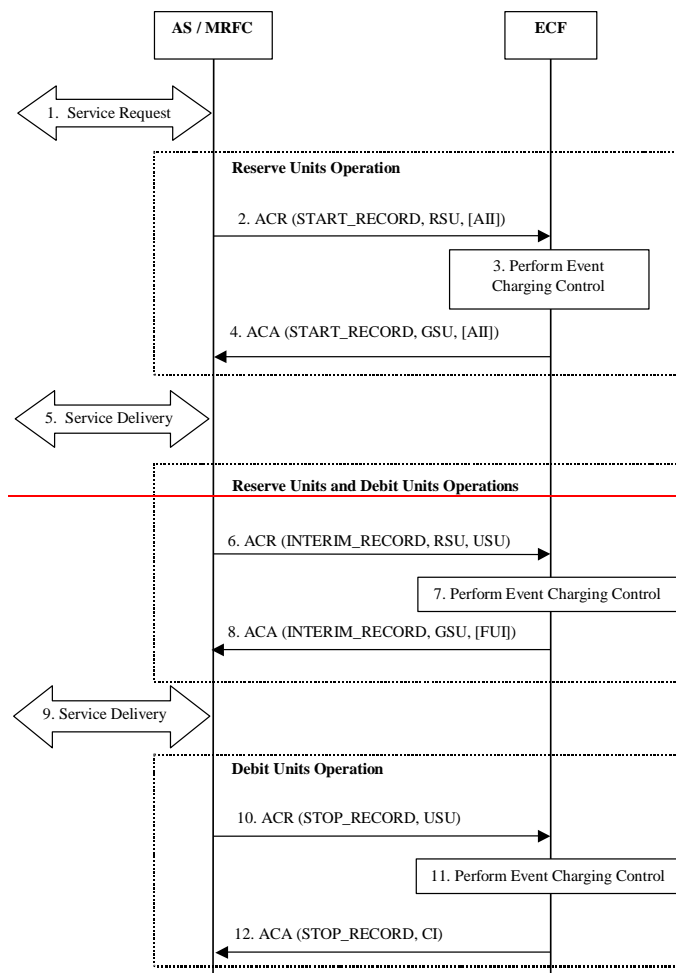 AS / MRFC
ECF
1. Service Request
Reserve Units Operation
2. ACR (START_RECORD, RSU, [AII])
3. Perform Event
Charging Control
4. ACA (START_RECORD, GSU, [AII])
5. Service Delivery
Reserve Units and Debit Units Operations
6. ACR (INTERIM_RECORD, RSU, USU)
7. Perform Event Charging Control
8. ACA (INTERIM_RECORD, GSU, [FUI])
9. Service Delivery
Debit Units Operation
10. ACR (STOP_RECORD, USU)
11. Perform Event Charging Control
12. ACA (STOP_RECORD, CI)